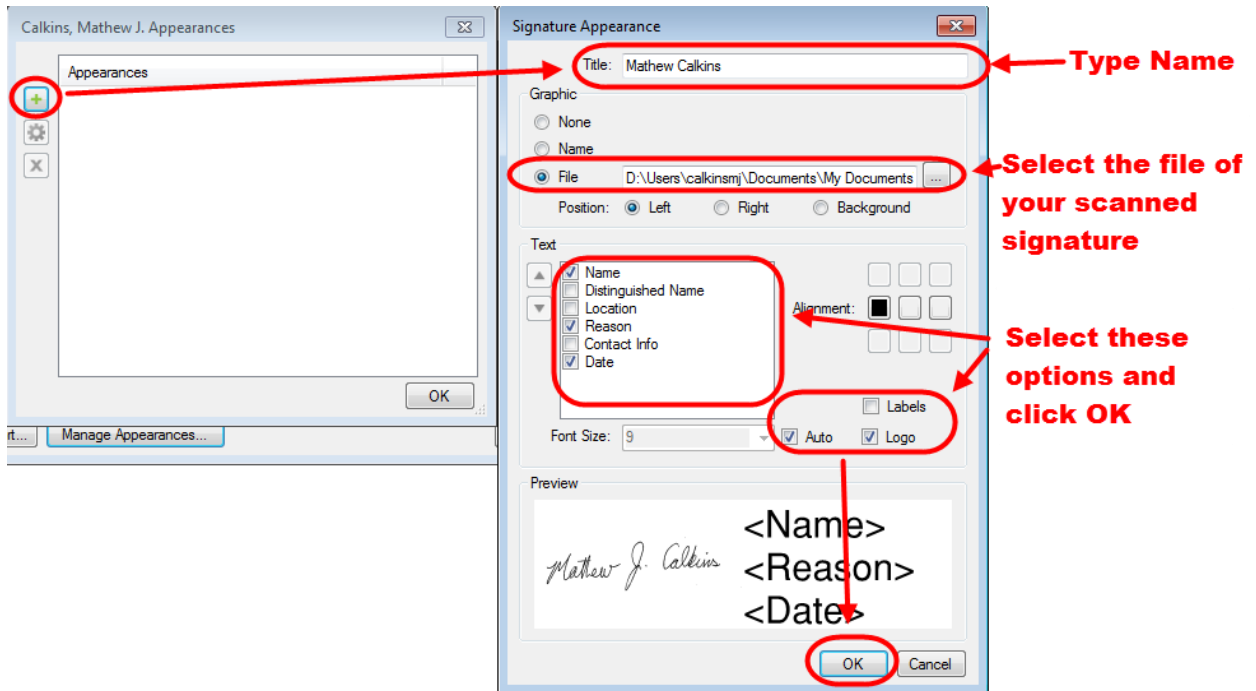 Calkins, Mathew J. Appearances
Appearances
+
OK
Manage Appearances...
Signature Appearance
Title: Mathew Calkins
Graphic
None
Name
File D:\Users\calkinsmj\Documents\My Documents ...
Position: Left Right Background
Text
Name
Distinguished Name
Location
Reason
Contact Info
Date
Alignment:
Labels
Font Size: 9 Auto Logo
Preview
Mathew J. Calkins
<Name>
<Reason>
<Date>
OK Cancel
Type Name
Select the file of
your scanned
signature
Select these
options and
click OK